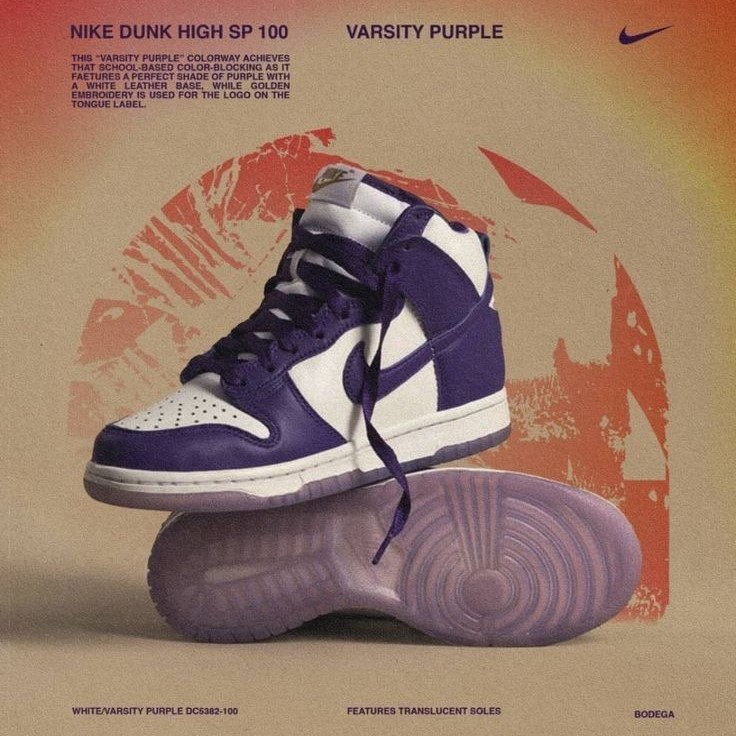 NIKE DUNK HIGH SP 100
VARSITY PURPLE
THIS "VARSITY PURPLE" COLORWAY ACHIEVES
THAT SCHOOL-BASED COLOR-BLOCKING AS IT
FAETURES A PERFECT SHADE OF PURPLE WITH
A WHITE LEATHER BASE, WHILE GOLDEN
EMBROIDERY IS USED FOR THE LOGO ON THE
TONGUE LABEL.
NIKE
WHITE/VARSITY PURPLE DC5382-100
FEATURES TRANSLUCENT SOLES
BODEGA